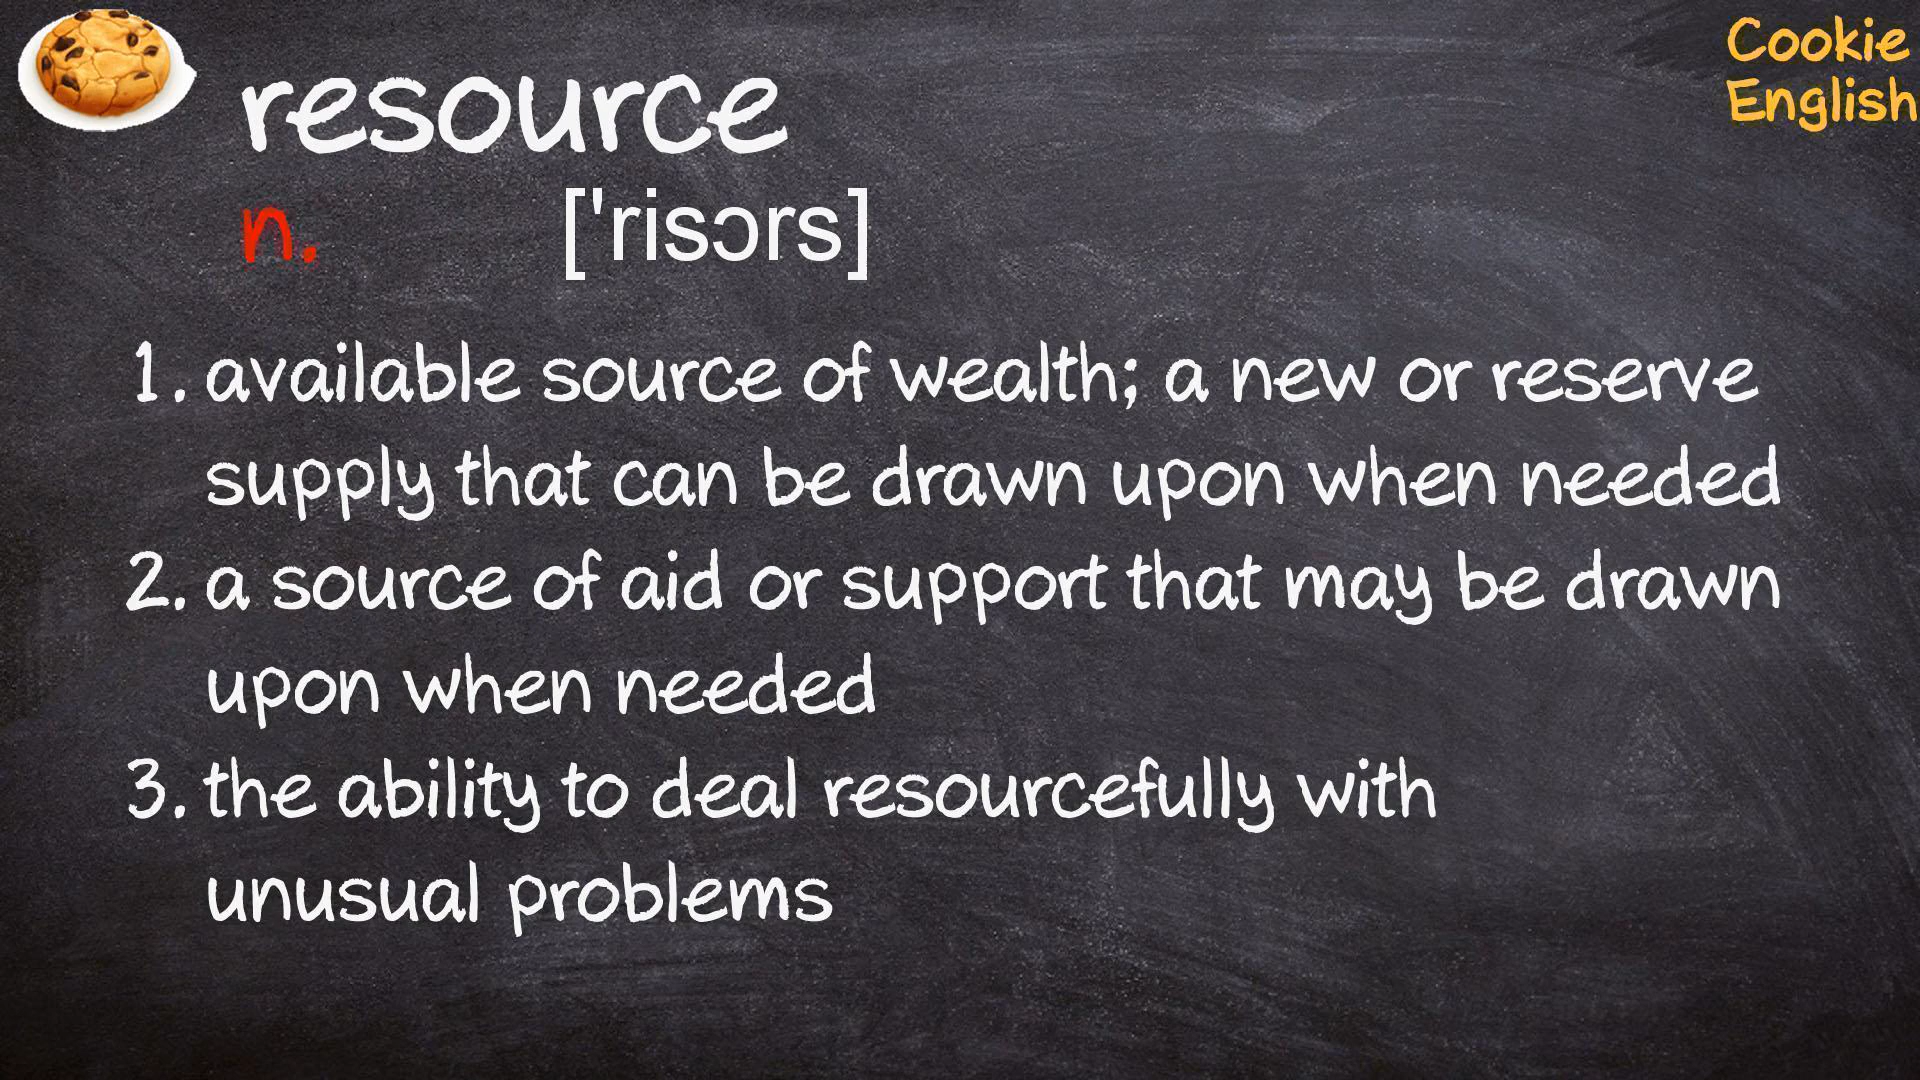 Cookie
English
resource
n. ['risɔrs]
1. available source of wealth; a new or reserve
supply that can be drawn upon when needed
2. a source of aid or support that may be drawn
upon when needed
3. the ability to deal resourcefully with
unusual problems